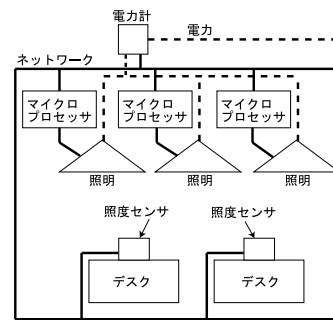 電力計
電力
ネットワーク
マイクロ
プロセッサ
マイクロ
プロセッサ
マイクロ
プロセッサ
照明
照明
照明
照度センサ
照度センサ
デスク
デスク